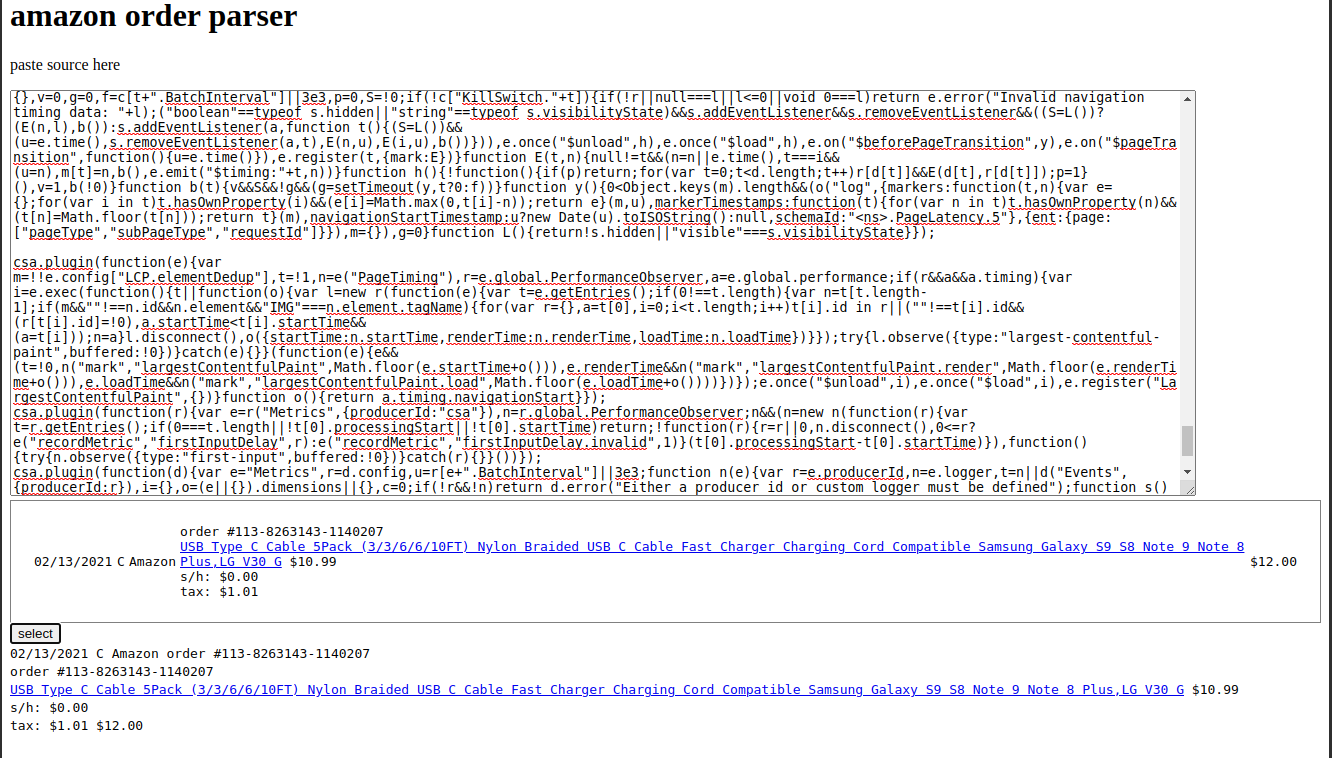 amazon order parser
paste source here
{},v=0,g=0,f=c[t+".BatchInterval"]||3e3,p=0,S=!0;if(!c["KillSwitch."+t]){if(!r||null===l||l<=0||void 0===l)return e.error("Invalid navigation
timing data: "+l);("boolean"==typeof s.hidden||"string"==typeof s.visibilityState)&&s.addEventListener&&s.removeEventListener&&((S=L())?
(E(n,l),b()):s.addEventListener(a,function t(){(S=L())&&
(u=e.time(),s.removeEventListener(a,t),E(n,u),E(i,u),b())})),e.once("$unload",h),e.once("$load",h),e.on("$beforePageTransition",y),e.on("$pageTra
nsition",function(){u=e.time()}),e.register(t,{mark:E})}function E(t,n){null!=t&&(n=n||e.time(),t===i&&
(u=n),m[t]=n,b(),e.emit("$timing:"+t,n))}function h(){!function(){if(p)return;for(var t=0;t<d.length;t++)r[d[t]]&&E(d[t],r[d[t]]);p=1}
(),v=1,b(!0)}function b(t){v&&S&&!g&&(g=setTimeout(y,t?0:f))}function y(){0<Object.keys(m).length&&(o("log",{markers:function(t,n){var e=
{};for(var i in t)t.hasOwnProperty(i)&&(e[i]=Math.max(0,t[i]-n));return e}(m,u),markerTimestamps:function(t){for(var n in t)t.hasOwnProperty(n)&&
(t[n]=Math.floor(t[n]));return t}(m),navigationStartTimestamp:u?new Date(u).toISOString():null,schemaId:"<ns>.PageLatency.5"},{ent:{page:
["pageType","subPageType","requestId"]}}),m={}),g=0}function L(){return!s.hidden||"visible"===s.visibilityState}});
csa.plugin(function(e){var
m=!!e.config["LCP.elementDedup"],t=!1,n=e("PageTiming"),r=e.global.PerformanceObserver,a=e.global.performance;if(r&&a&&a.timing){var
i=e.exec(function(){t||function(o){var l=new r(function(e){var t=e.getEntries();if(0!==t.length){var n=t[t.length-
1];if(m&&""!==n.id&&n.element&&"IMG"===n.element.tagName){for(var r={},a=t[0],i=0;i<t.length;i++)t[i].id in r||(""!==t[i].id&&
(r[t[i].id]=!0),a.startTime<t[i].startTime&&
(a=t[i]));n=a}l.disconnect(),o({startTime:n.startTime,renderTime:n.renderTime,loadTime:n.loadTime})}});try{l.observe({type:"largest-contentful-
paint",buffered:!0})}catch(e){}}(function(e){e&&
(t=!0,n("mark","largestContentfulPaint",Math.floor(e.startTime+o())),e.renderTime&&n("mark","largestContentfulPaint.render",Math.floor(e.renderTi
me+o())),e.loadTime&&n("mark","largestContentfulPaint.load",Math.floor(e.loadTime+o())))})});e.once("$unload",i),e.once("$load",i),e.register("La
rgestContentfulPaint",{})}function o(){return a.timing.navigationStart}});
csa.plugin(function(r){var e=r("Metrics",{producerId:"csa"}),n=r.global.PerformanceObserver;n&&(n=new n(function(r){var
t=r.getEntries();if(0===t.length||!t[0].processingStart||!t[0].startTime)return;!function(r){r=r||0,n.disconnect(),0<=r?
e("recordMetric","firstInputDelay",r):e("recordMetric","firstInputDelay.invalid",1)}(t[0].processingStart-t[0].startTime)}),function()
{try{n.observe({type:"first-input",buffered:!0})}catch(r){}}())});
csa.plugin(function(d){var e="Metrics",r=d.config,u=r[e+".BatchInterval"]||3e3;function n(e){var r=e.producerId,n=e.logger,t=n||d("Events",
{producerId:r}),i={},o=(e||{}).dimensions||{},c=0;if(!r&&!n)return d.error("Either a producer id or custom logger must be defined");function s()
order #113-8263143-1140207
USB Type C Cable 5Pack (3/3/6/6/10FT) Nylon Braided USB C Cable Fast Charger Charging Cord Compatible Samsung Galaxy S9 S8 Note 9 Note 8
02/13/2021 C Amazon Plus,LG V30 G $10.99 $12.00
s/h: $0.00
tax: $1.01
select
02/13/2021 C Amazon order #113-8263143-1140207
order #113-8263143-1140207
USB Type C Cable 5Pack (3/3/6/6/10FT) Nylon Braided USB C Cable Fast Charger Charging Cord Compatible Samsung Galaxy S9 S8 Note 9 Note 8 Plus,LG V30 G $10.99
s/h: $0.00
tax: $1.01 $12.00